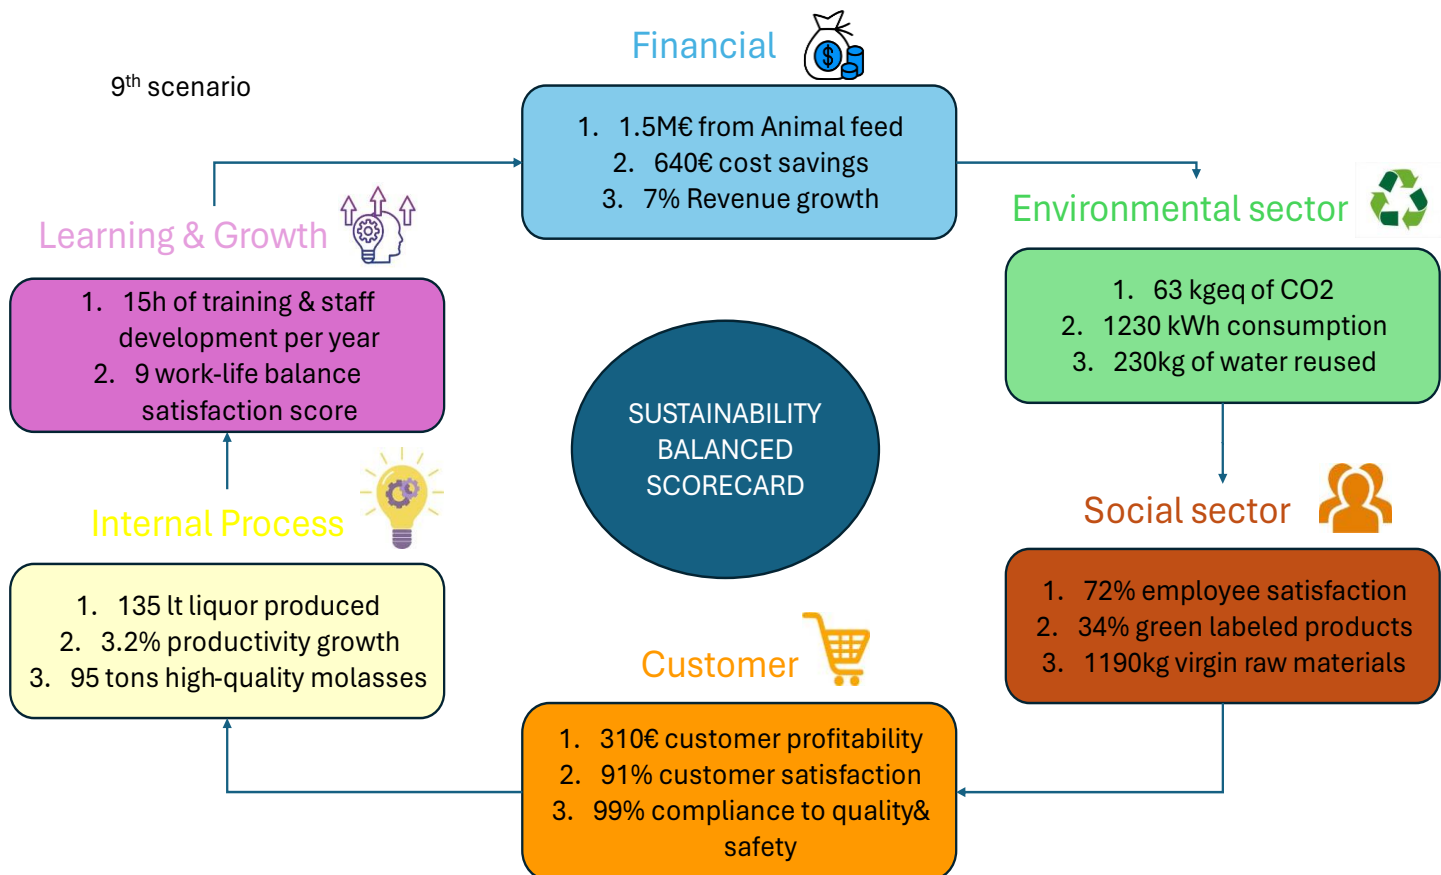 9th scenario
Financial
1. 1.5M€ from Animal feed
2. 640€ cost savings
3. 7% Revenue growth
Environmental sector
1. 63 kgeq of CO2
2. 1230 kWh consumption
3. 230kg of water reused
Social sector
1. 72% employee satisfaction
2. 34% green labeled products
3. 1190kg virgin raw materials
Customer
1. 310€ customer profitability
2. 91% customer satisfaction
3. 99% compliance to quality&
safety
Internal Process
1. 135 lt liquor produced
2. 3.2% productivity growth
3. 95 tons high-quality molasses
Learning & Growth
1. 15h of training & staff
development per year
2. 9 work-life balance
satisfaction score
SUSTAINABILITY
BALANCED
SCORECARD
$